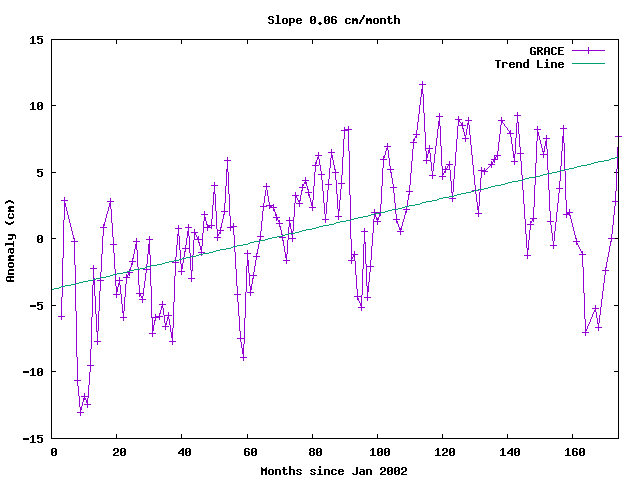 Slope 0.06 cm/month
GRACE
Trend Line
15
10
5
0
-5
-10
-15
Anomaly (cm)
0 20 40 60 80 100 120 140 160
Months since Jan 2002